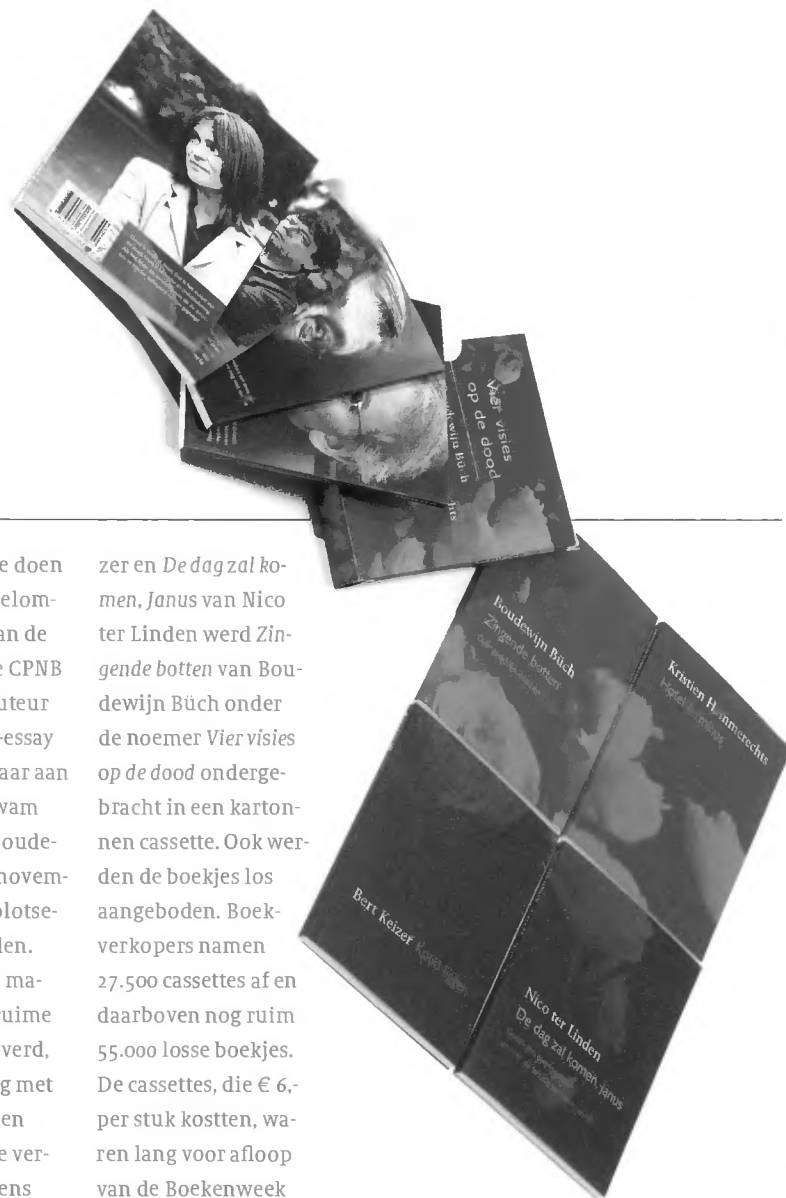 Vier visies
op de dood
Boudewijn Büch
Zingende botten
Kristien Hemmerechts
Bert Keizer
Nico ter Linden
De dag zal komen, Janus
e doen
elom-
an de
e CPNB
uteur
-essay
aar aan
wam
oude-
novem-
plotse-
len.
ma-
ruime
verd,
g met
en
e ver-
ens
zer en De dag zal ko-
men, Janus van Nico
ter Linden werd Zin-
gende botten van Bou-
dewijn Büch onder
de noemer Vier visies
op de dood onderge-
bracht in een karton-
nen cassette. Ook wer-
den de boekjes los
aangeboden. Boek-
verkopers namen
27.500 cassettes af en
daarboven nog ruim
55.000 losse boekjes.
De cassettes, die € 6,-
per stuk kostten, wa-
ren lang voor afloop
van de Boekenweek